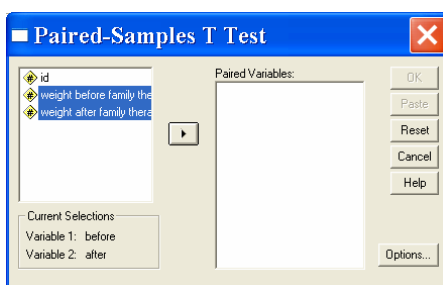 Paired-Samples T Test
id
weight before family the
weight after family thera
Paired Variables:
OK
Paste
Reset
Cancel
Help
Options...
Current Selections
Variable 1: before
Variable 2: after